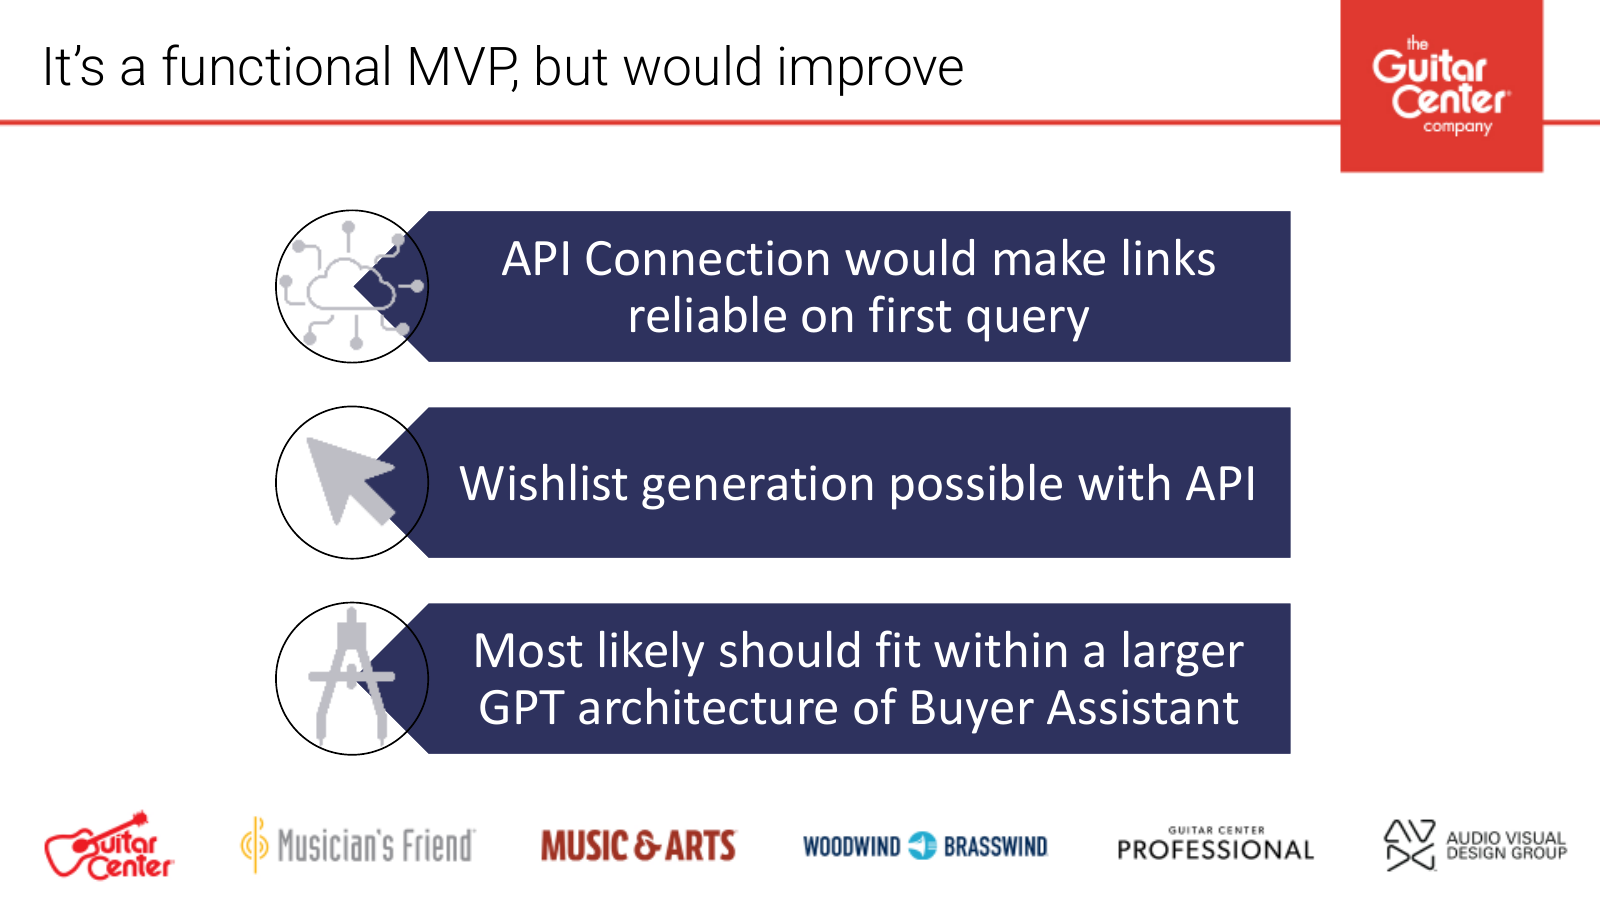 It's a functional MVP, but would improve
the
Guitar
Center
company
API Connection would make links
reliable on first query
Wishlist generation possible with API
Most likely should fit within a larger
GPT architecture of Buyer Assistant
Guitar
Center
Musician's Friend
MUSIC & ARTS
WOODWIND BRASSWIND
GUITAR CENTER
PROFESSIONAL
AUDIO VISUAL
DESIGN GROUP